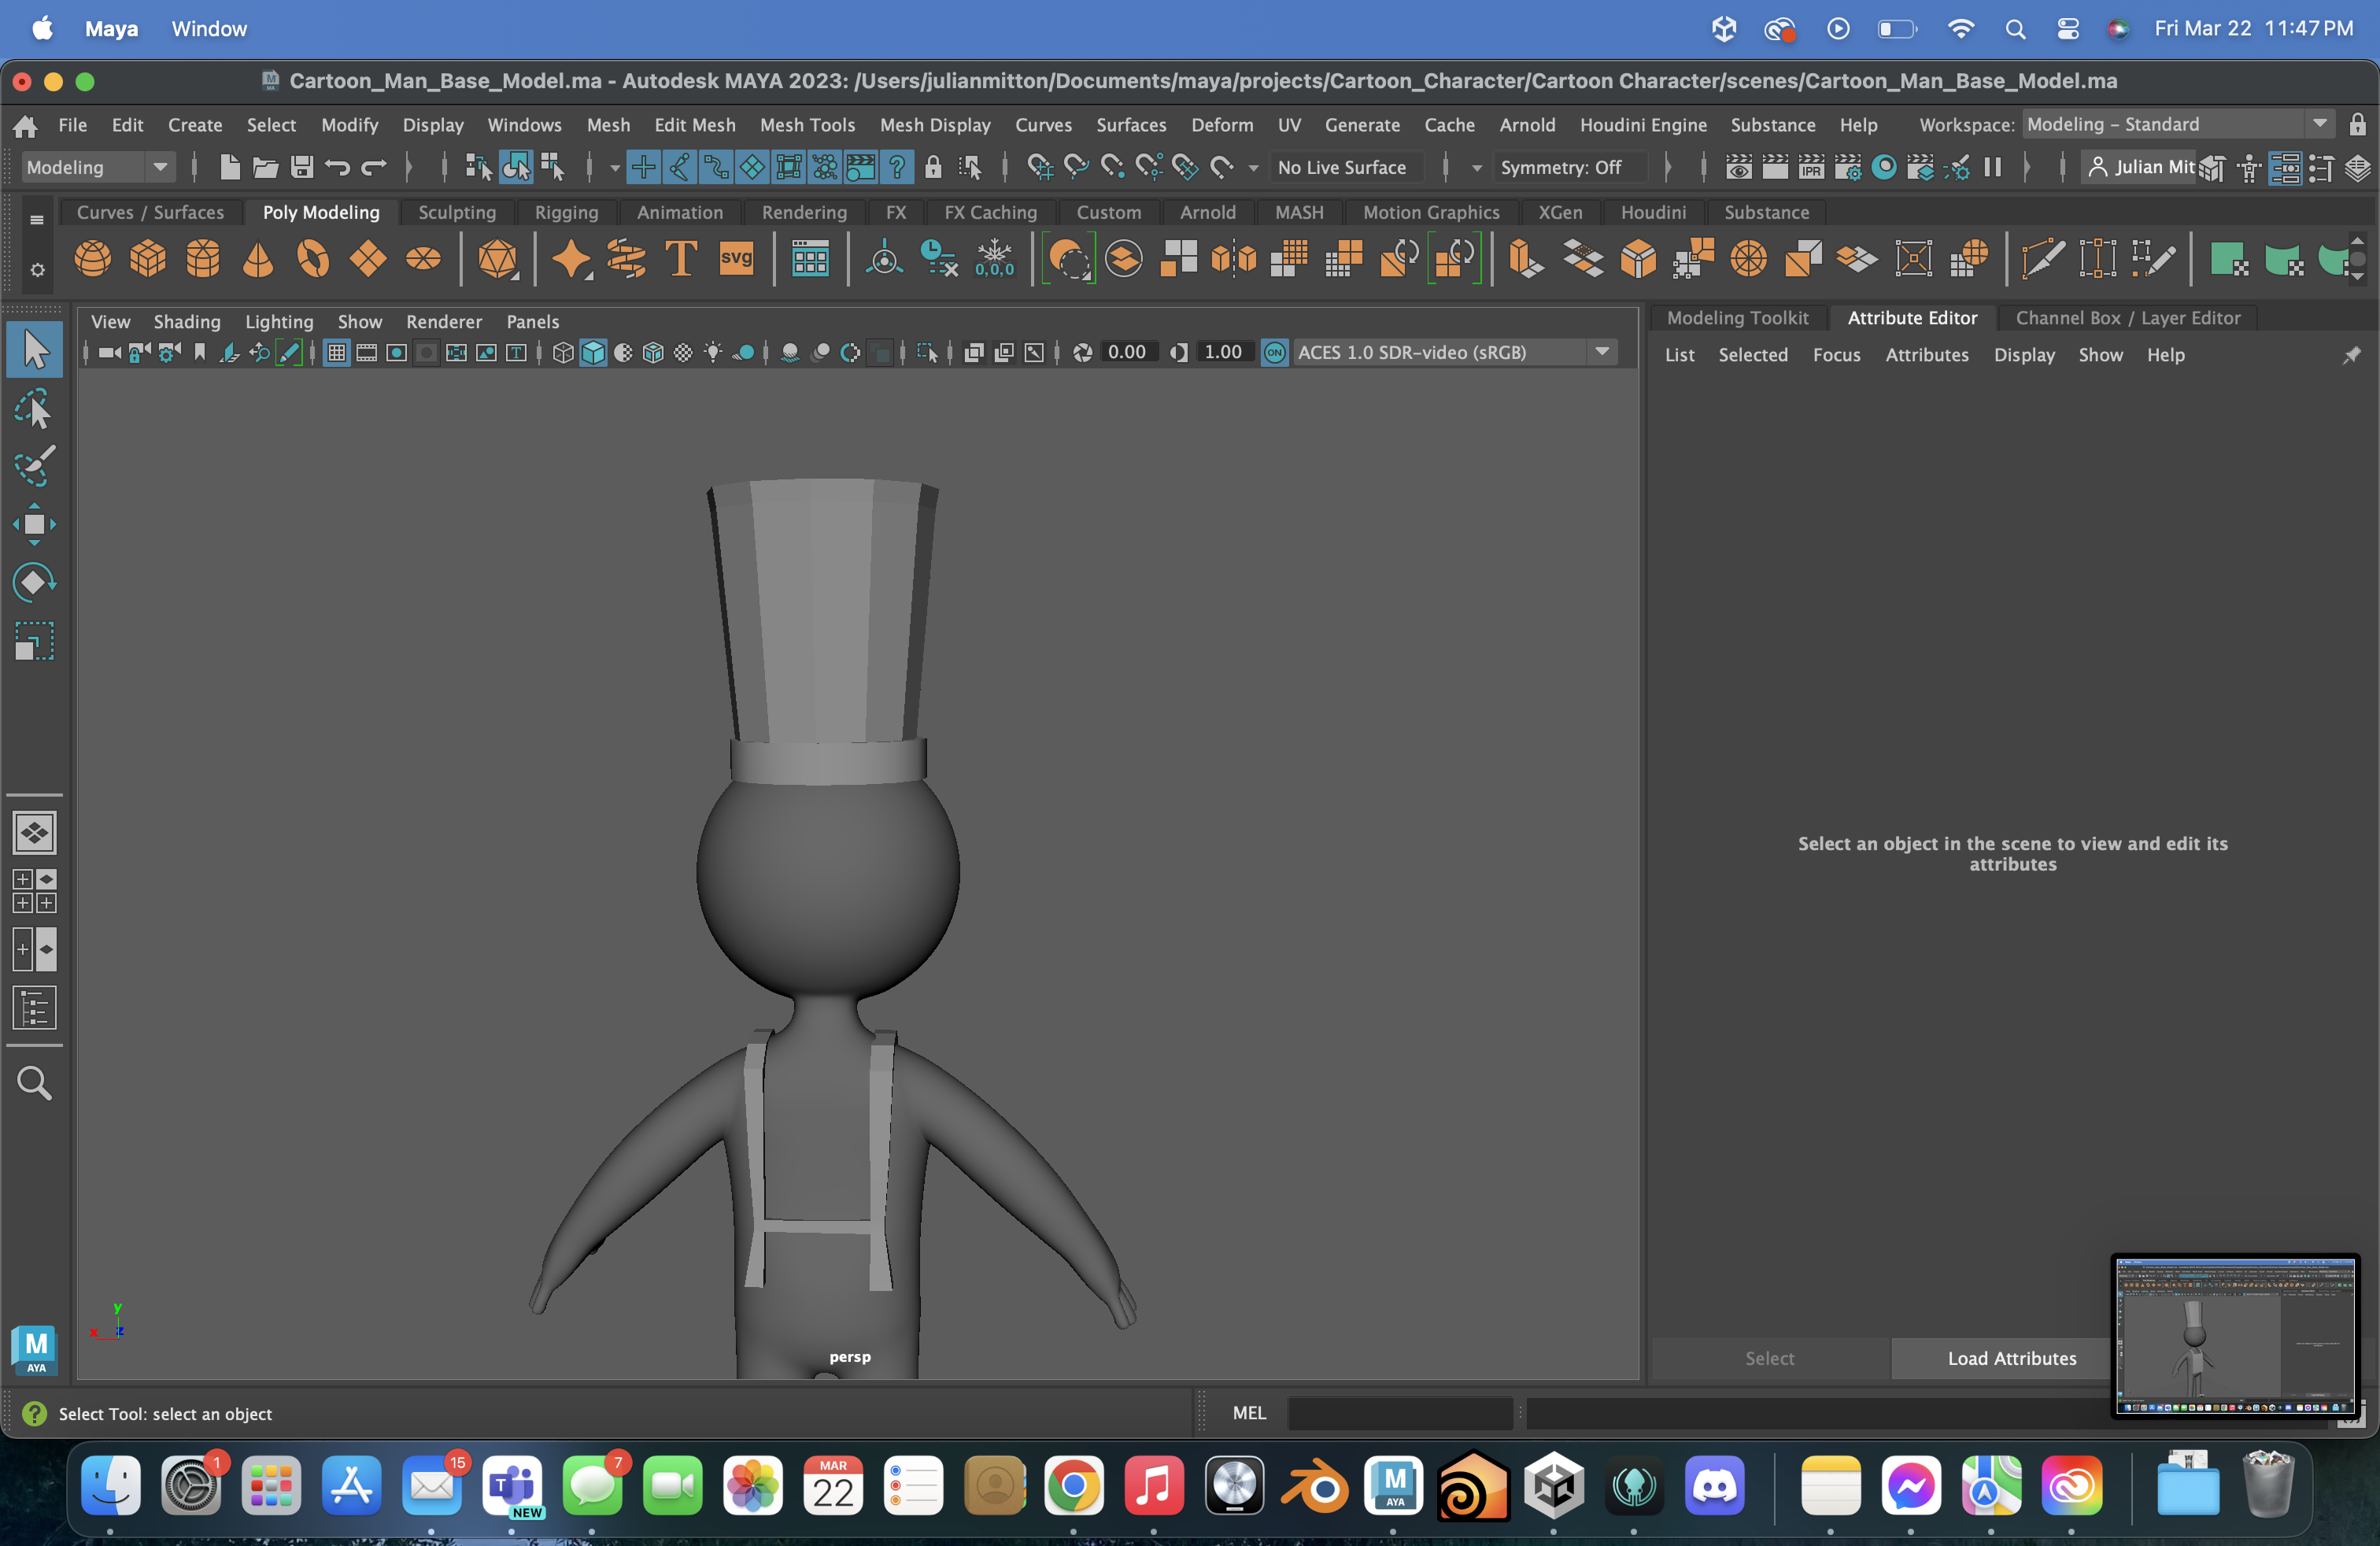 Maya Window Fri Mar 22 11:47 PM
Cartoon_Man_Base_Model.ma - Autodesk MAYA 2023: /Users/julianmitton/Documents/maya/projects/Cartoon_Character/Cartoon Character/scenes/Cartoon_Man_Base_Model.ma
File Edit Create Select Modify Display Windows Mesh Edit Mesh Mesh Tools Mesh Display Curves Surfaces Deform UV Generate Cache Arnold Houdini Engine Substance Help Workspace: Modeling - Standard
Modeling No Live Surface Symmetry: Off IPR Julian Mit
Curves / Surfaces Poly Modeling Sculpting Rigging Animation Rendering FX FX Caching Custom Arnold MASH Motion Graphics XGen Houdini Substance
T svg 0,0,0
View Shading Lighting Show Renderer Panels
Modeling Toolkit Attribute Editor Channel Box / Layer Editor
0.00 1.00 ON ACES 1.0 SDR-video (sRGB)
List Selected Focus Attributes Display Show Help
Select an object in the scene to view and edit its
attributes
y
x z
persp
M
AYA
Select Load Attributes
Select Tool: select an object MEL
1 15 NEW 7 MAR
22
M
AYA